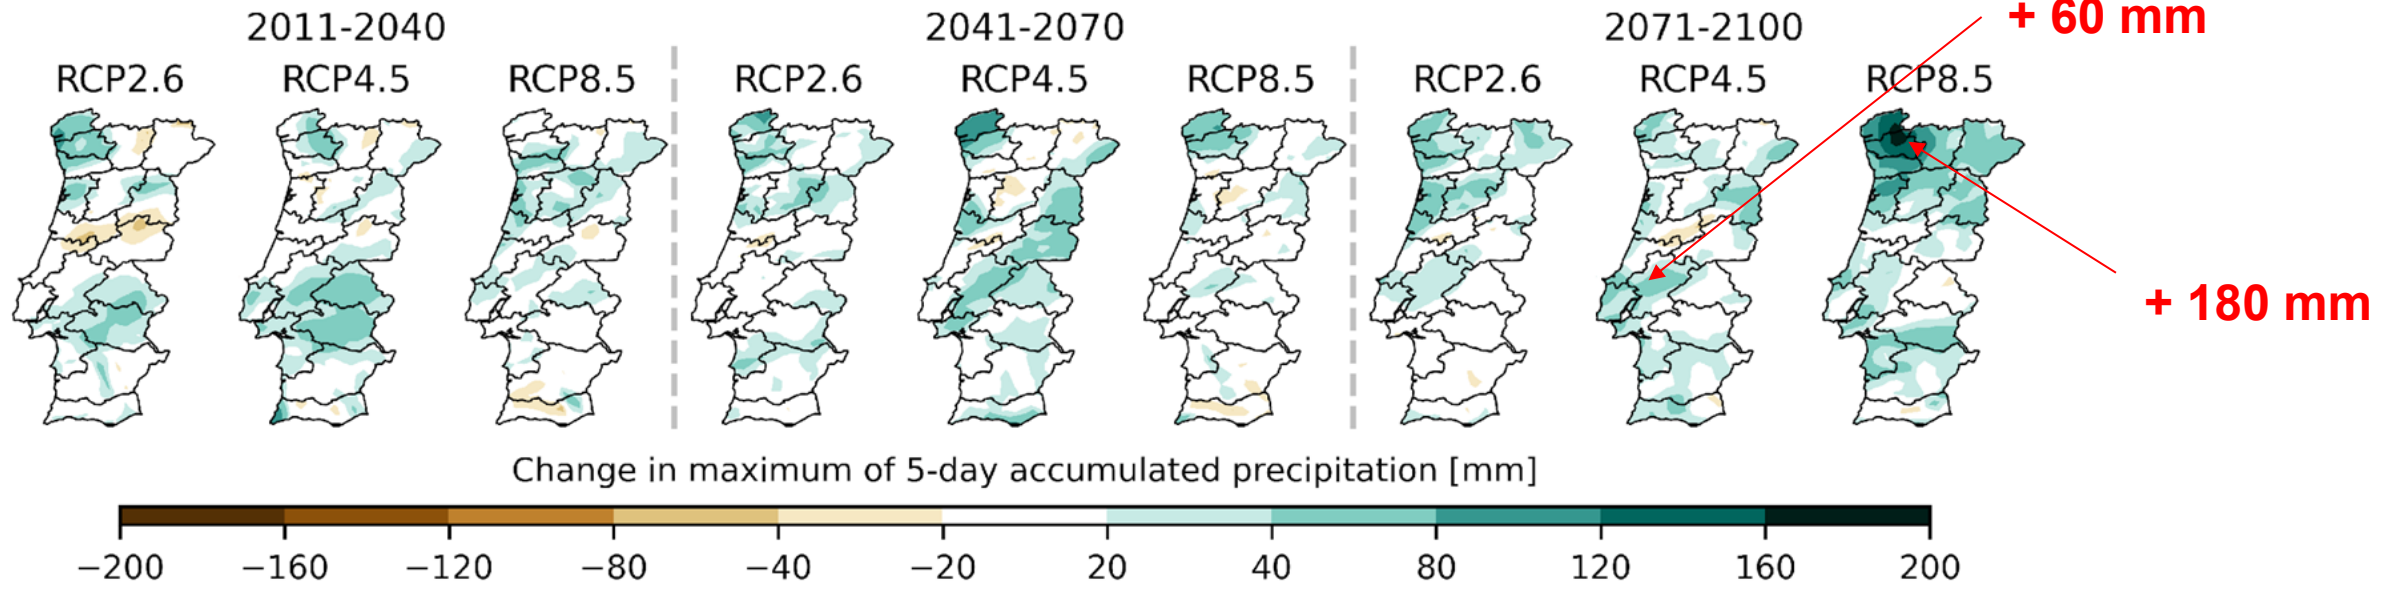 2011-2040
2041-2070
2071-2100
+ 60 mm
RCP2.6
RCP4.5
RCP8.5
RCP2.6
RCP4.5
RCP8.5
RCP2.6
RCP4.5
RCP8.5
+ 180 mm
Change in maximum of 5-day accumulated precipitation [mm]
−200
−160
−120
−80
−40
−20
20
40
80
120
160
200